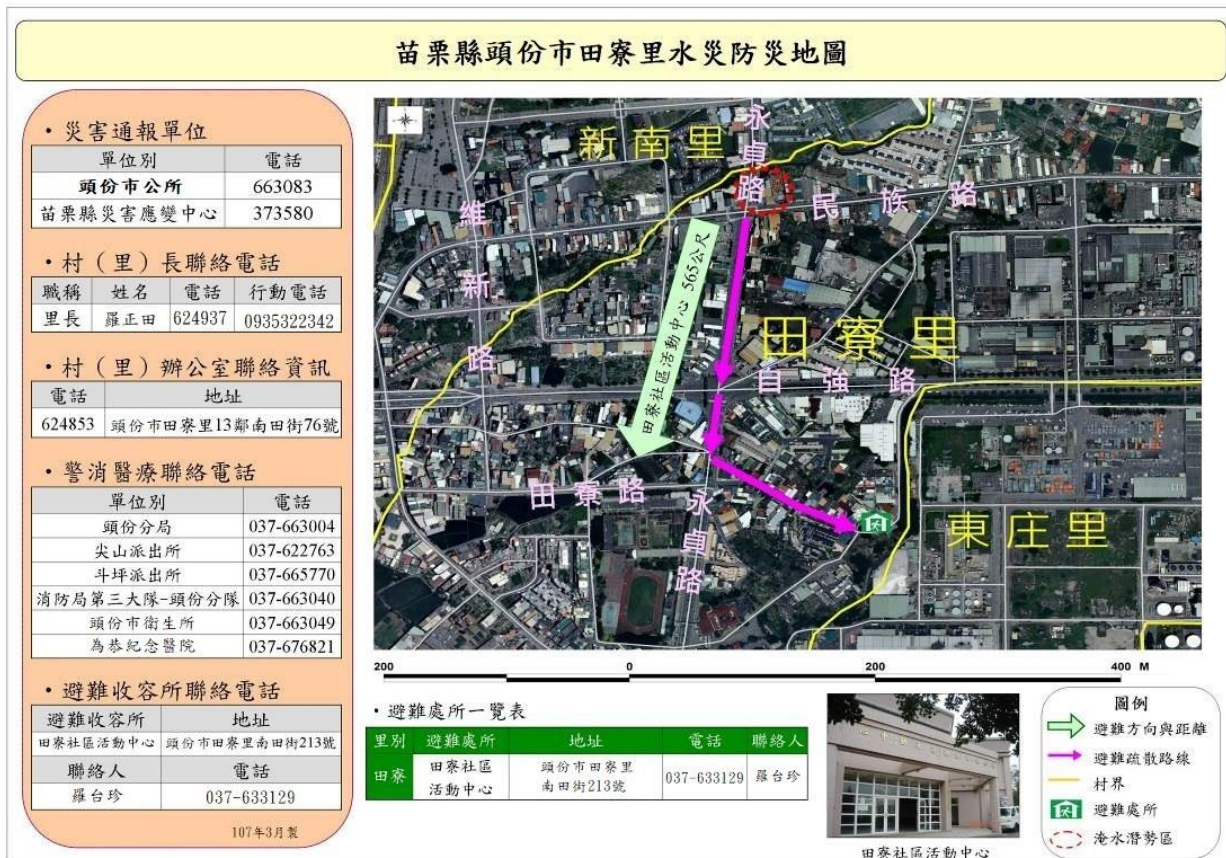 苗栗縣頭份市田寮里水災防災地圖
・災害通報單位
單位別 電話
頭份市公所 663083
苗栗縣災害應變中心 373580
・村（里）長聯絡電話
職稱 姓名 電話 行動電話
里長 羅正田 624937 0935322342
・村（里）辦公室聯絡資訊
電話 地址
624853 頭份市田寮里13鄰南田街76號
・警消醫療聯絡電話
單位別 電話
頭份分局 037-663004
尖山派出所 037-622763
斗坪派出所 037-665770
消防局第三大隊-頭份分隊 037-663040
頭份市衛生所 037-663049
為恭紀念醫院 037-676821
・避難收容所聯絡電話
避難收容所 地址
田寮社區活動中心 頭份市田寮里南田街213號
聯絡人 電話
羅台珍 037-633129
107年3月製
新南里
永貞路
民族路
維新路
田寮社區活動中心 565公尺
田寮里
自強路
田寮路
永貞路
東庄里
200 0 200 400 M
・避難處所一覽表
里別 避難處所 地址 電話 聯絡人
田寮 田寮社區活動中心 頭份市田寮里南田街213號 037-633129 羅台珍
田寮社區活動中心
圖例
避難方向與距離
避難疏散路線
村界
避難處所
淹水潛勢區